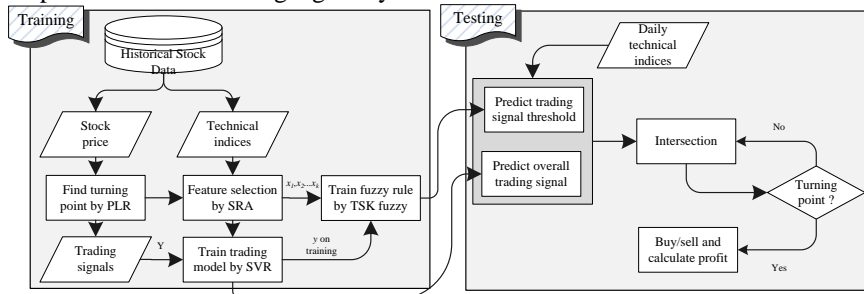 Training
Historical Stock
Data
Stock
price
Technical
indices
Find turning
point by PLR
Feature selection
by SRA
x1,x2...xk
Train fuzzy rule
by TSK fuzzy
Trading
signals
Y
Train trading
model by SVR
y on
training
Testing
Daily
technical
indices
Predict trading
signal threshold
Predict overall
trading signal
Intersection
No
Turning
point ?
Buy/sell and
calculate profit
Yes